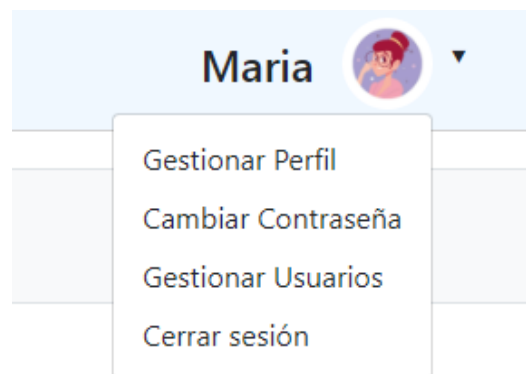 Maria
Gestionar Perfil
Cambiar Contraseña
Gestionar Usuarios
Cerrar sesión